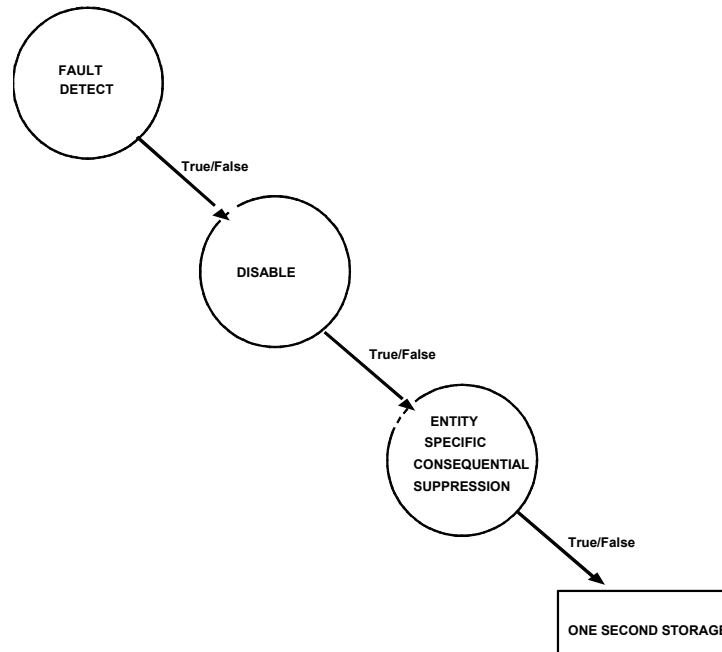 FAULT
DETECT
True/False
DISABLE
True/False
ENTITY
SPECIFIC
CONSEQUENTIAL
SUPPRESSION
True/False
ONE SECOND STORAGE